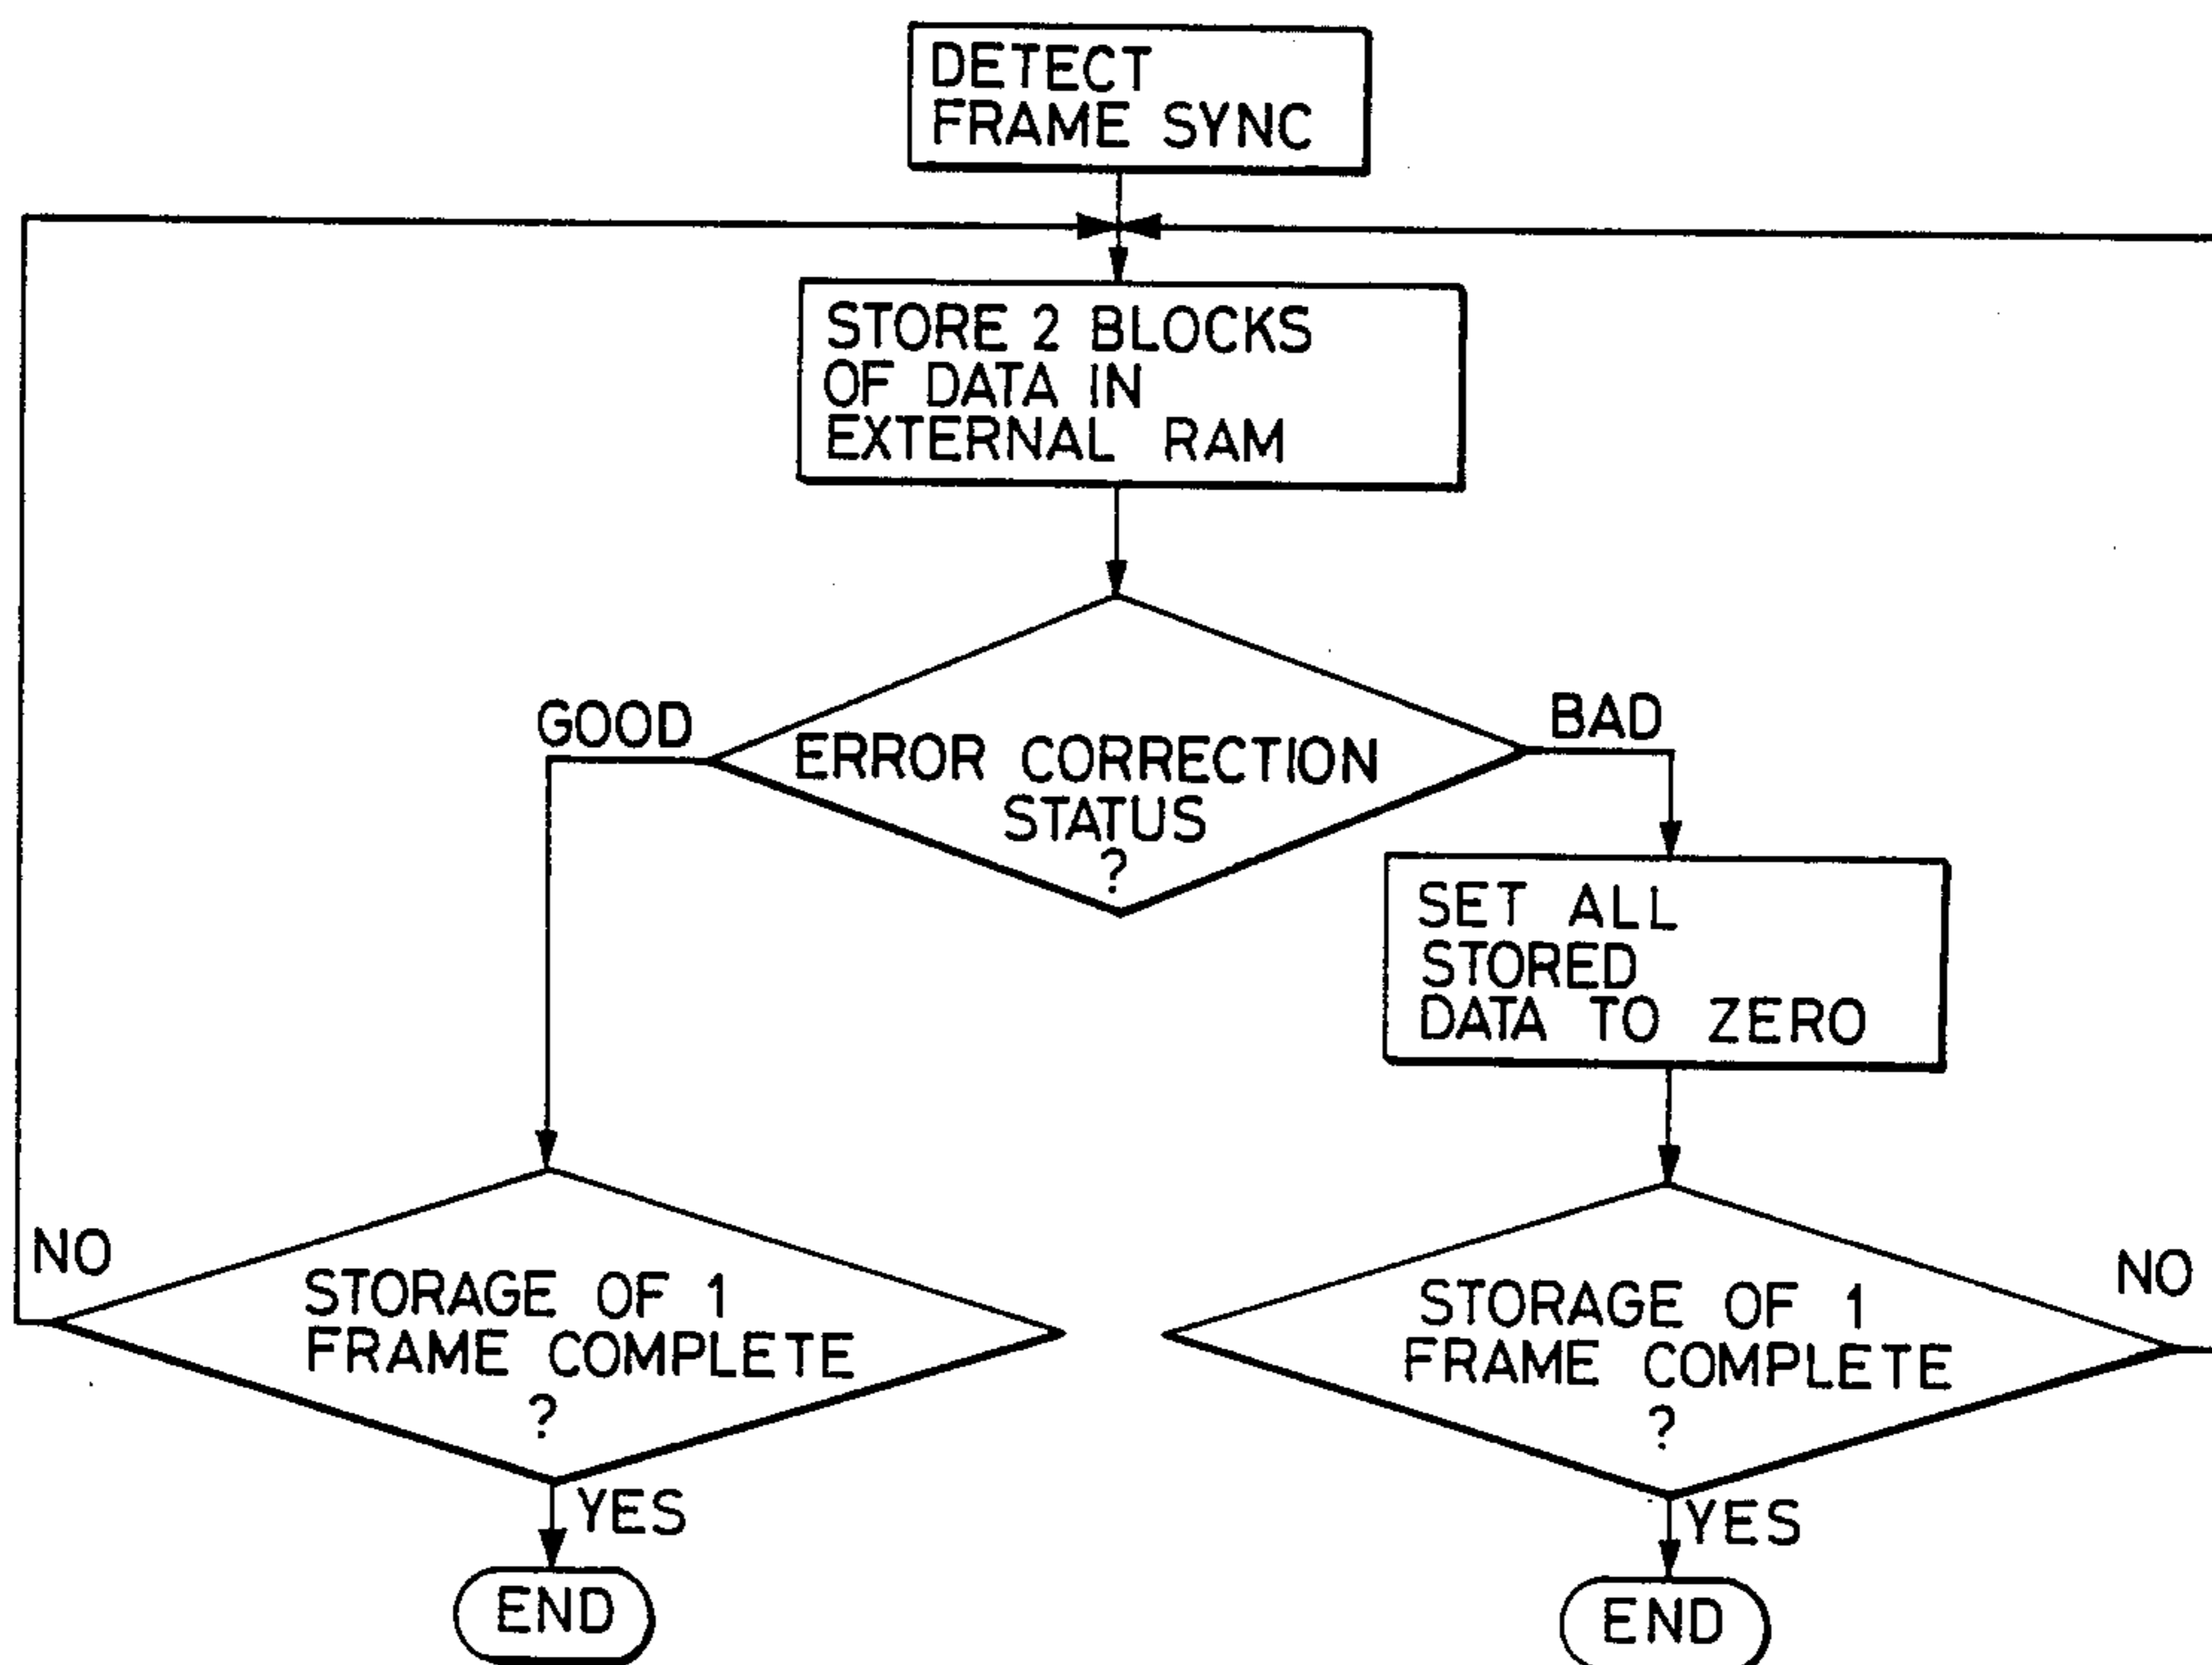 DETECT
FRAME SYNC
STORE 2 BLOCKS
OF DATA IN
EXTERNAL RAM
GOOD
BAD
ERROR CORRECTION
STATUS
?
SET ALL
STORED
DATA TO ZERO
NO
STORAGE OF 1
FRAME COMPLETE
?
YES
END
NO
STORAGE OF 1
FRAME COMPLETE
?
YES
END